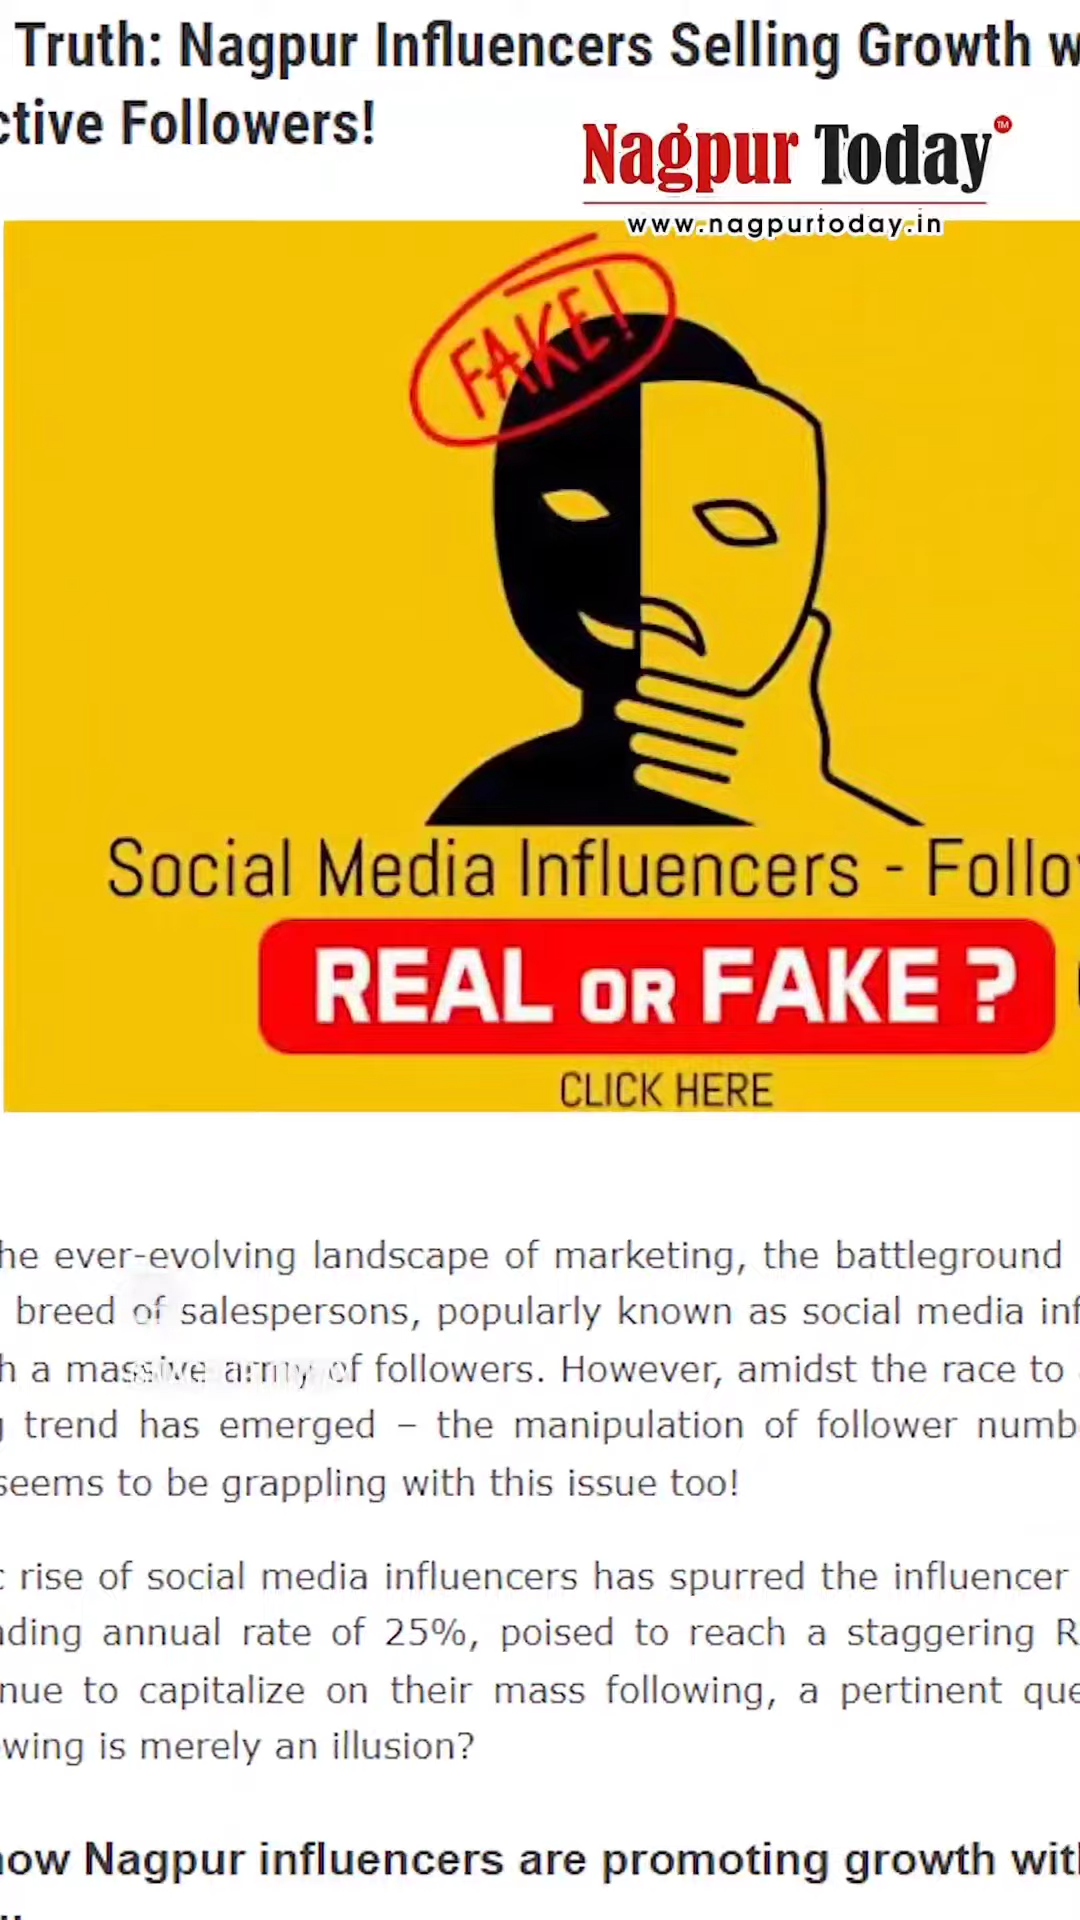 Truth: Nagpur Influencers Selling Growth w
ctive Followers!
Nagpur Today™
www.nagpurtoday.in
FAKE!
Social Media Influencers - Follo
REAL OR FAKE ?
CLICK HERE
he ever-evolving landscape of marketing, the battleground
breed of salespersons, popularly known as social media inf
h a massive army of followers. However, amidst the race to
g trend has emerged – the manipulation of follower numb
seems to be grappling with this issue too!
rise of social media influencers has spurred the influencer
ding annual rate of 25%, poised to reach a staggering R
nue to capitalize on their mass following, a pertinent que
wing is merely an illusion?
how Nagpur influencers are promoting growth with